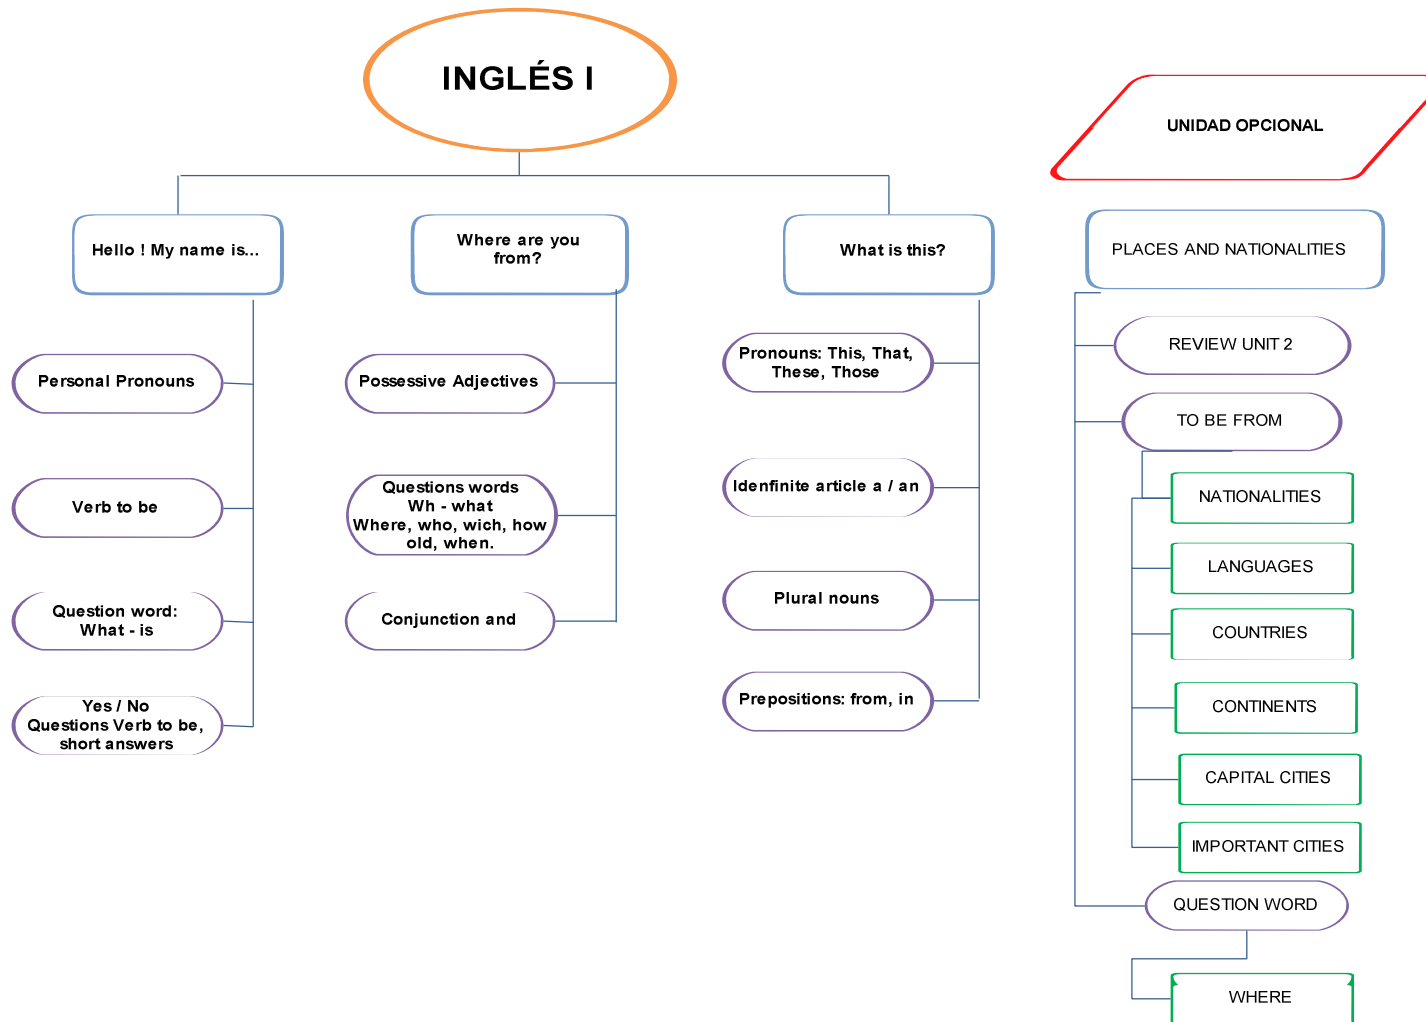 INGLÉS I
UNIDAD OPCIONAL
Hello ! My name is...
Personal Pronouns
Verb to be
Question word:
What - is
Yes / No
Questions Verb to be,
short answers
Where are you
from?
Possessive Adjectives
Questions words
Wh - what
Where, who, wich, how
old, when.
Conjunction and
What is this?
Pronouns: This, That,
These, Those
Idenfinite article a / an
Plural nouns
Prepositions: from, in
PLACES AND NATIONALITIES
REVIEW UNIT 2
TO BE FROM
NATIONALITIES
LANGUAGES
COUNTRIES
CONTINENTS
CAPITAL CITIES
IMPORTANT CITIES
QUESTION WORD
WHERE